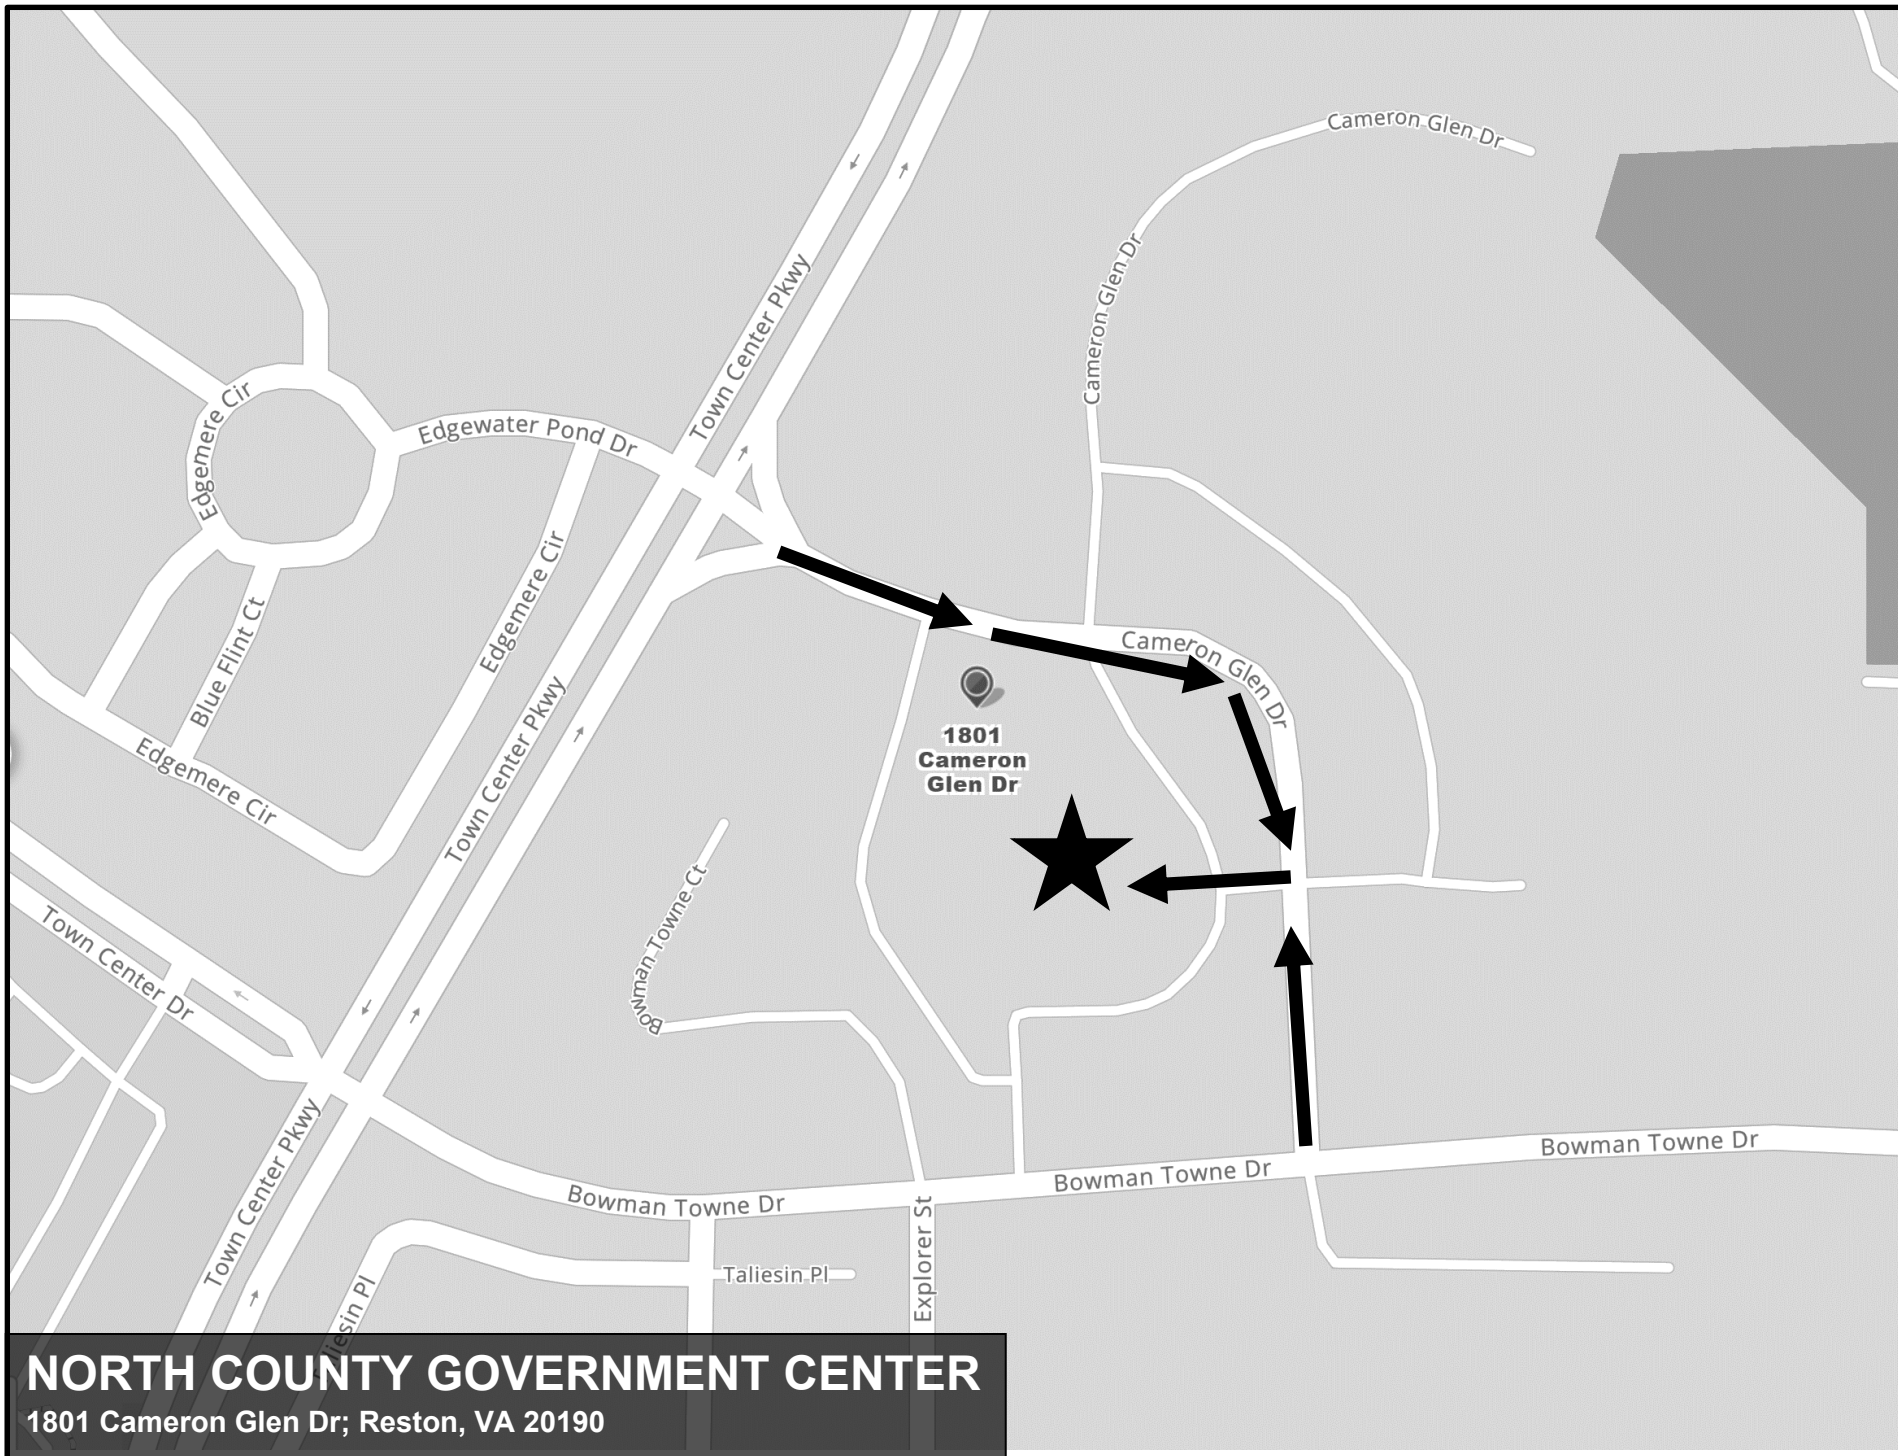 Cameron Glen Dr
Cameron Glen Dr
Town Center Pkwy
Edgemere Cir
Edgewater Pond Dr
Edgemere Cir
Blue Flint Ct
Cameron Glen Dr
1801
Cameron
Glen Dr
Edgemere Cir
Town Center Pkwy
Bowman Towne Ct
Town Center Dr
Town Center Pkwy
Bowman Towne Dr
Bowman Towne Dr
Bowman Towne Dr
Explorer St
Taliesin Pl
Taliesin Pl
NORTH COUNTY GOVERNMENT CENTER
1801 Cameron Glen Dr; Reston, VA 20190